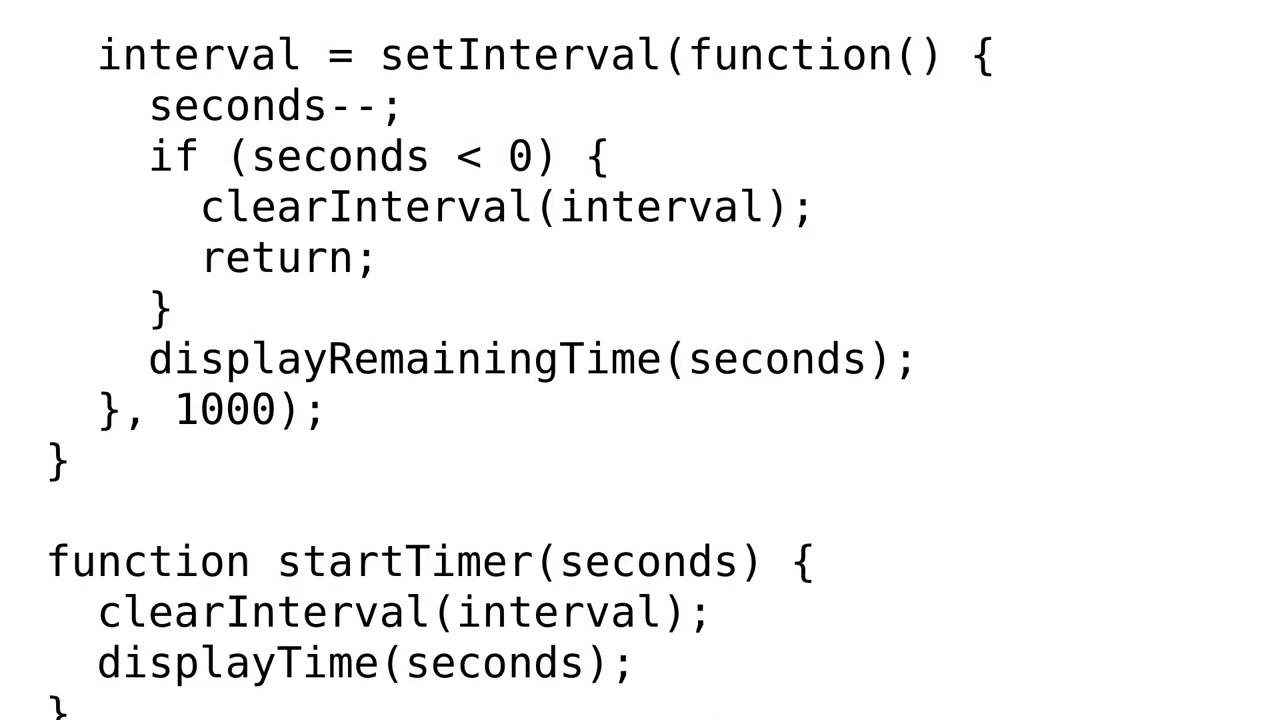 interval = setInterval(function() {
seconds--;
if (seconds < 0) {
clearInterval(interval);
return;
}
displayRemainingTime(seconds);
}, 1000);
}
function startTimer(seconds) {
clearInterval(interval);
displayTime(seconds);
}